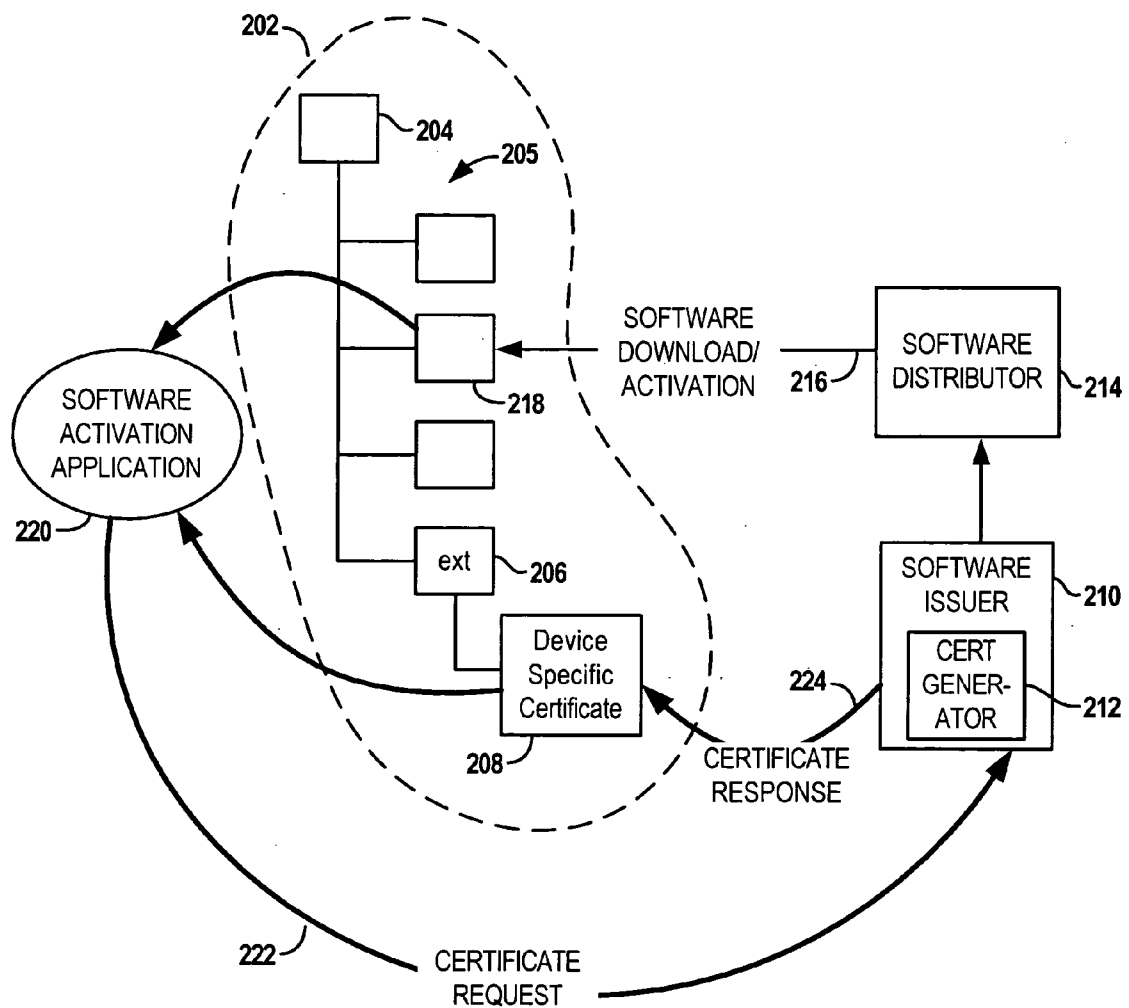 202
204
205
SOFTWARE
DOWNLOAD/
ACTIVATION
216
SOFTWARE
DISTRIBUTOR
214
218
SOFTWARE
ACTIVATION
APPLICATION
220
ext
206
SOFTWARE
ISSUER
210
CERT
GENER-
ATOR
212
Device
Specific
Certificate
208
224
CERTIFICATE
RESPONSE
222
CERTIFICATE
REQUEST